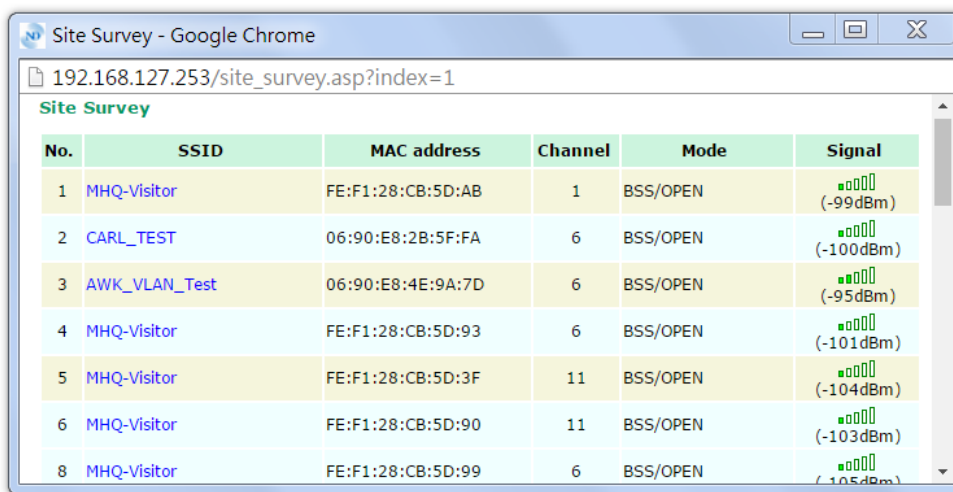 Site Survey - Google Chrome
192.168.127.253/site_survey.asp?index=1
Site Survey
No. SSID MAC address Channel Mode Signal
1 MHQ-Visitor FE:F1:28:CB:5D:AB 1 BSS/OPEN (-99dBm)
2 CARL_TEST 06:90:E8:2B:5F:FA 6 BSS/OPEN (-100dBm)
3 AWK_VLAN_Test 06:90:E8:4E:9A:7D 6 BSS/OPEN (-95dBm)
4 MHQ-Visitor FE:F1:28:CB:5D:93 6 BSS/OPEN (-101dBm)
5 MHQ-Visitor FE:F1:28:CB:5D:3F 11 BSS/OPEN (-104dBm)
6 MHQ-Visitor FE:F1:28:CB:5D:90 11 BSS/OPEN (-103dBm)
8 MHQ-Visitor FE:F1:28:CB:5D:99 6 BSS/OPEN (-105dBm)